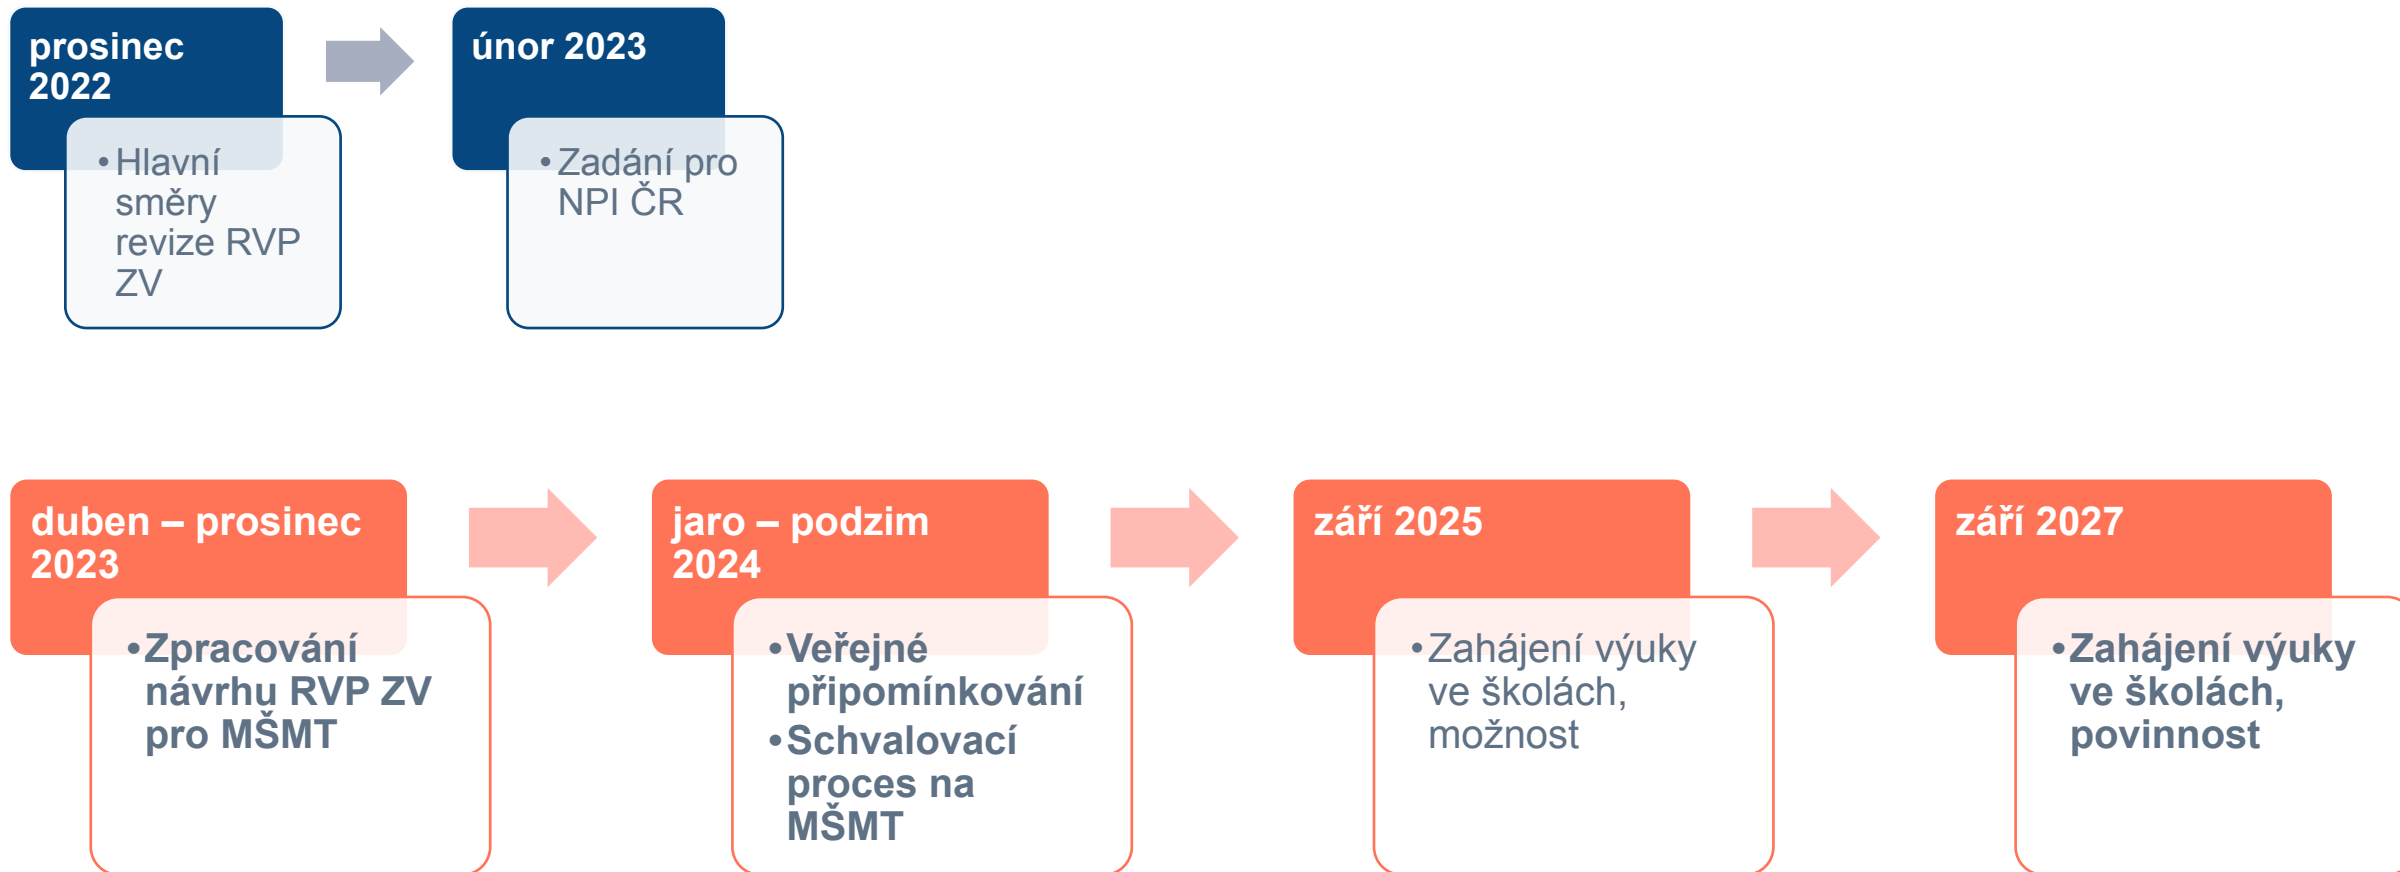 prosinec
2022
• Hlavní
směry
revize RVP
ZV
únor 2023
• Zadání pro
NPI ČR
duben – prosinec
2023
• Zpracování
návrhu RVP ZV
pro MŠMT
jaro – podzim
2024
• Veřejné
připomínkování
• Schvalovací
proces na
MŠMT
září 2025
• Zahájení výuky
ve školách,
možnost
září 2027
• Zahájení výuky
ve školách,
povinnost